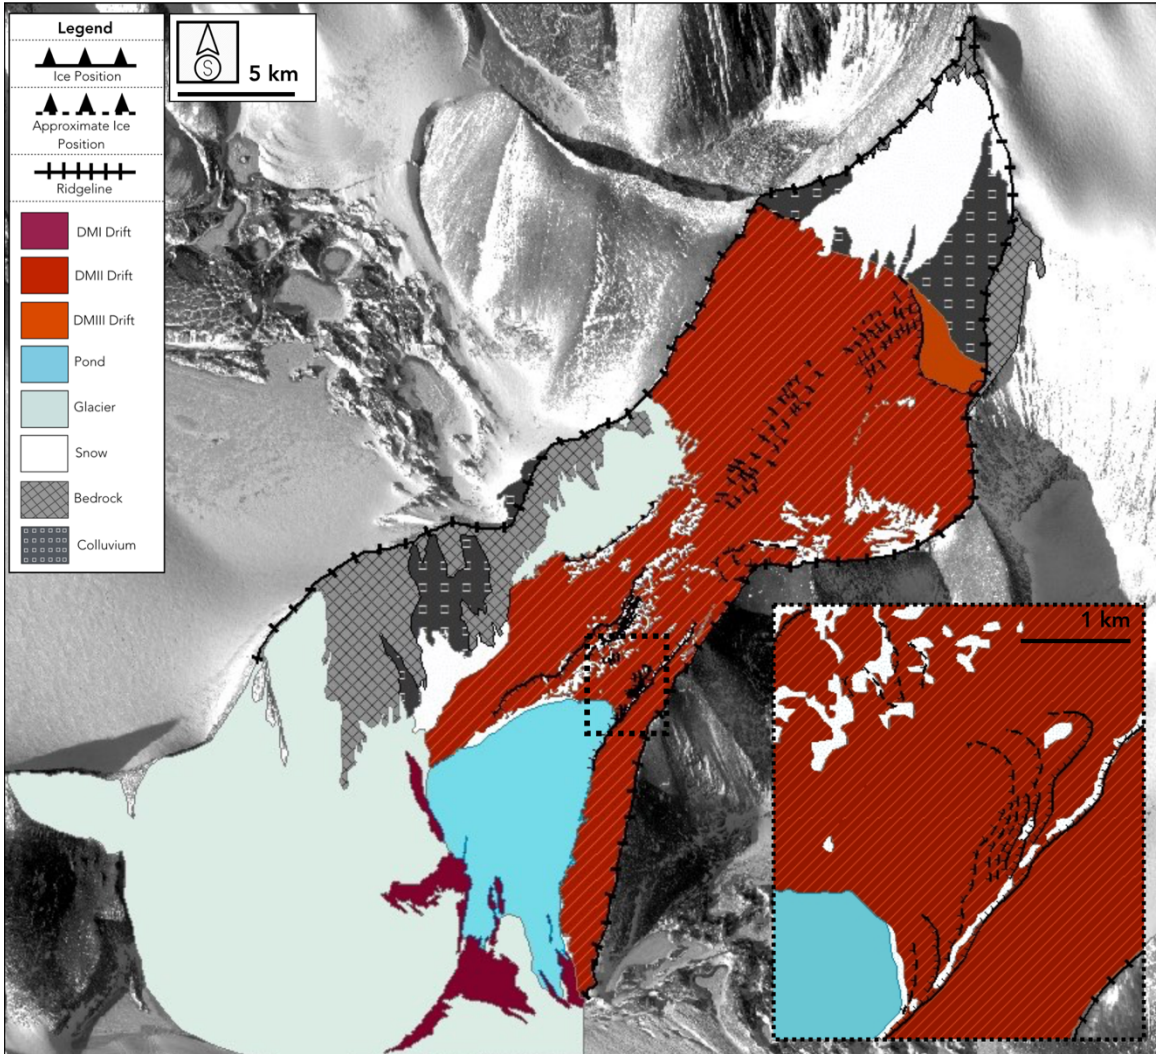 Legend
Ice Position
Approximate Ice
Position
Ridgeline
DMI Drift
DMII Drift
DMIII Drift
Pond
Glacier
Snow
Bedrock
Colluvium
S
5 km
1 km